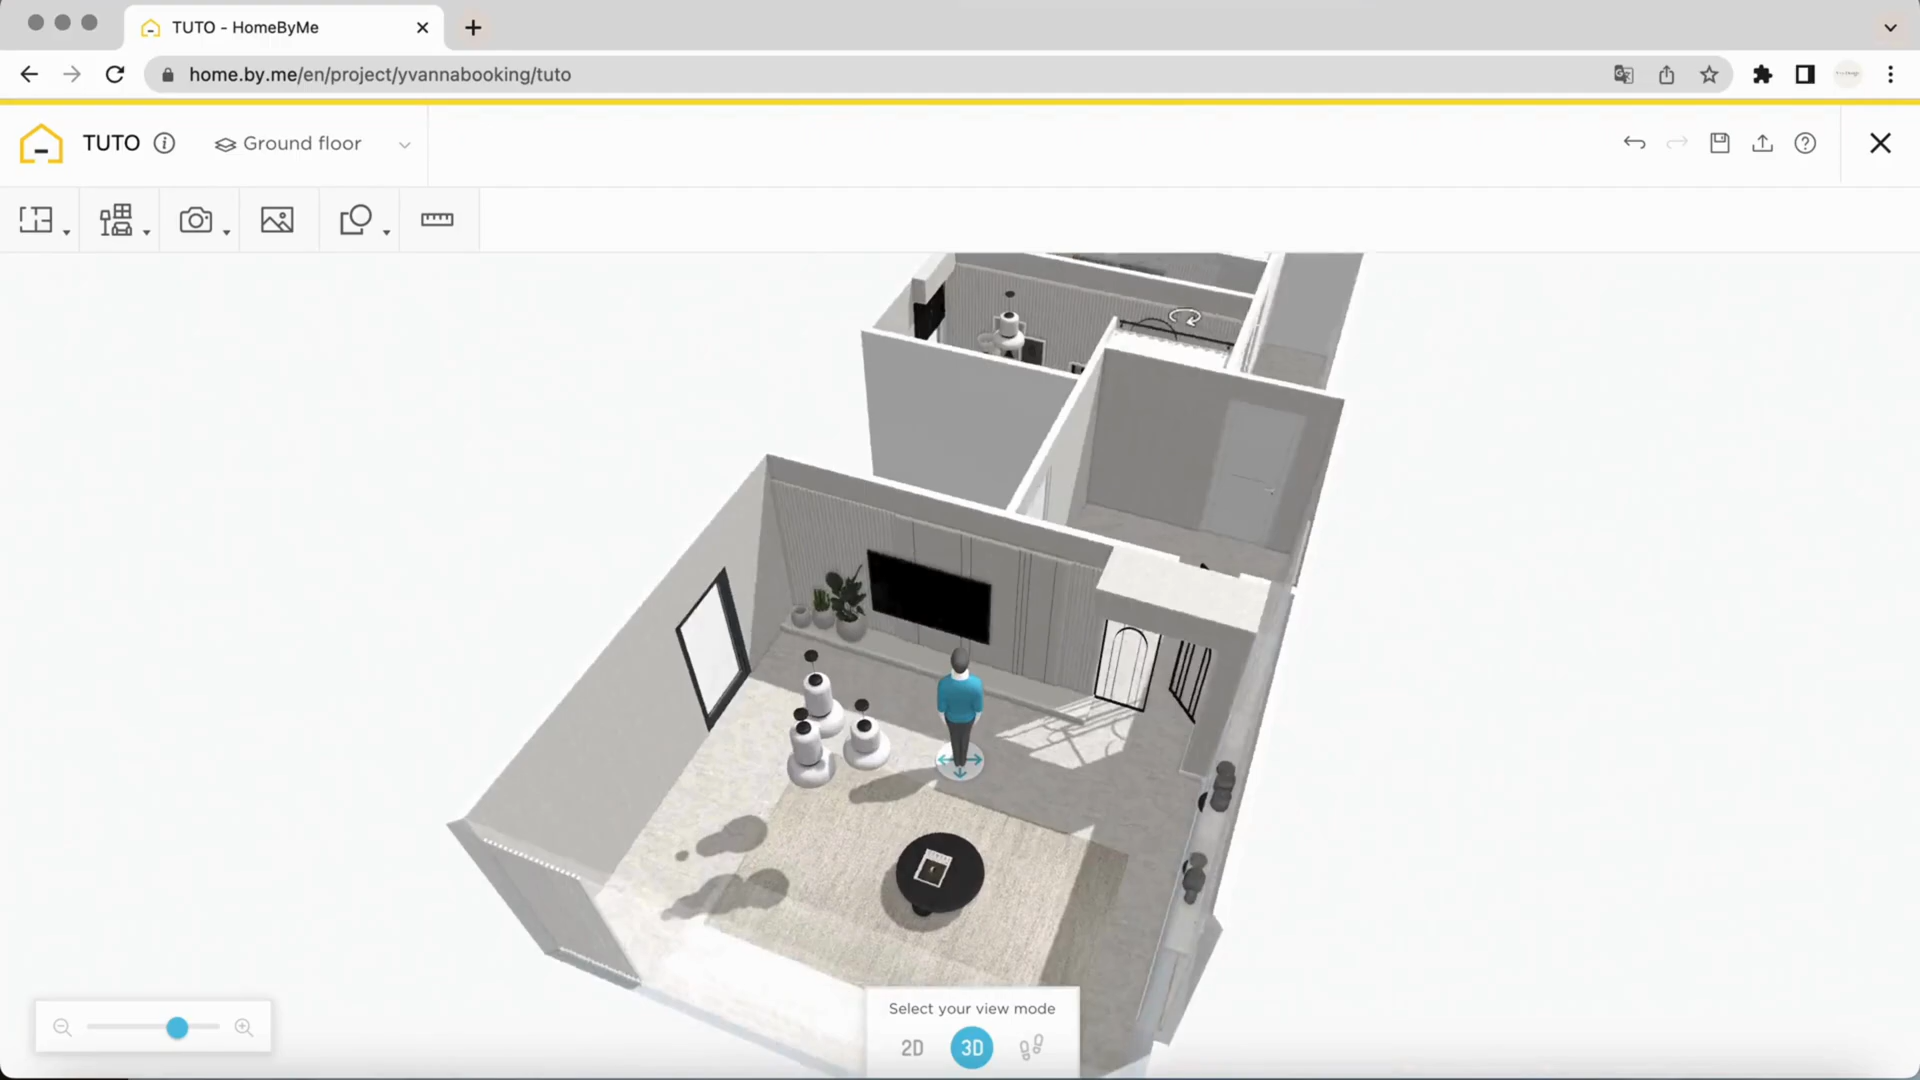 TUTO - HomeByMe
home.by.me/en/project/yvannabooking/tuto
TUTO
Ground floor
Select your view mode
2D
3D